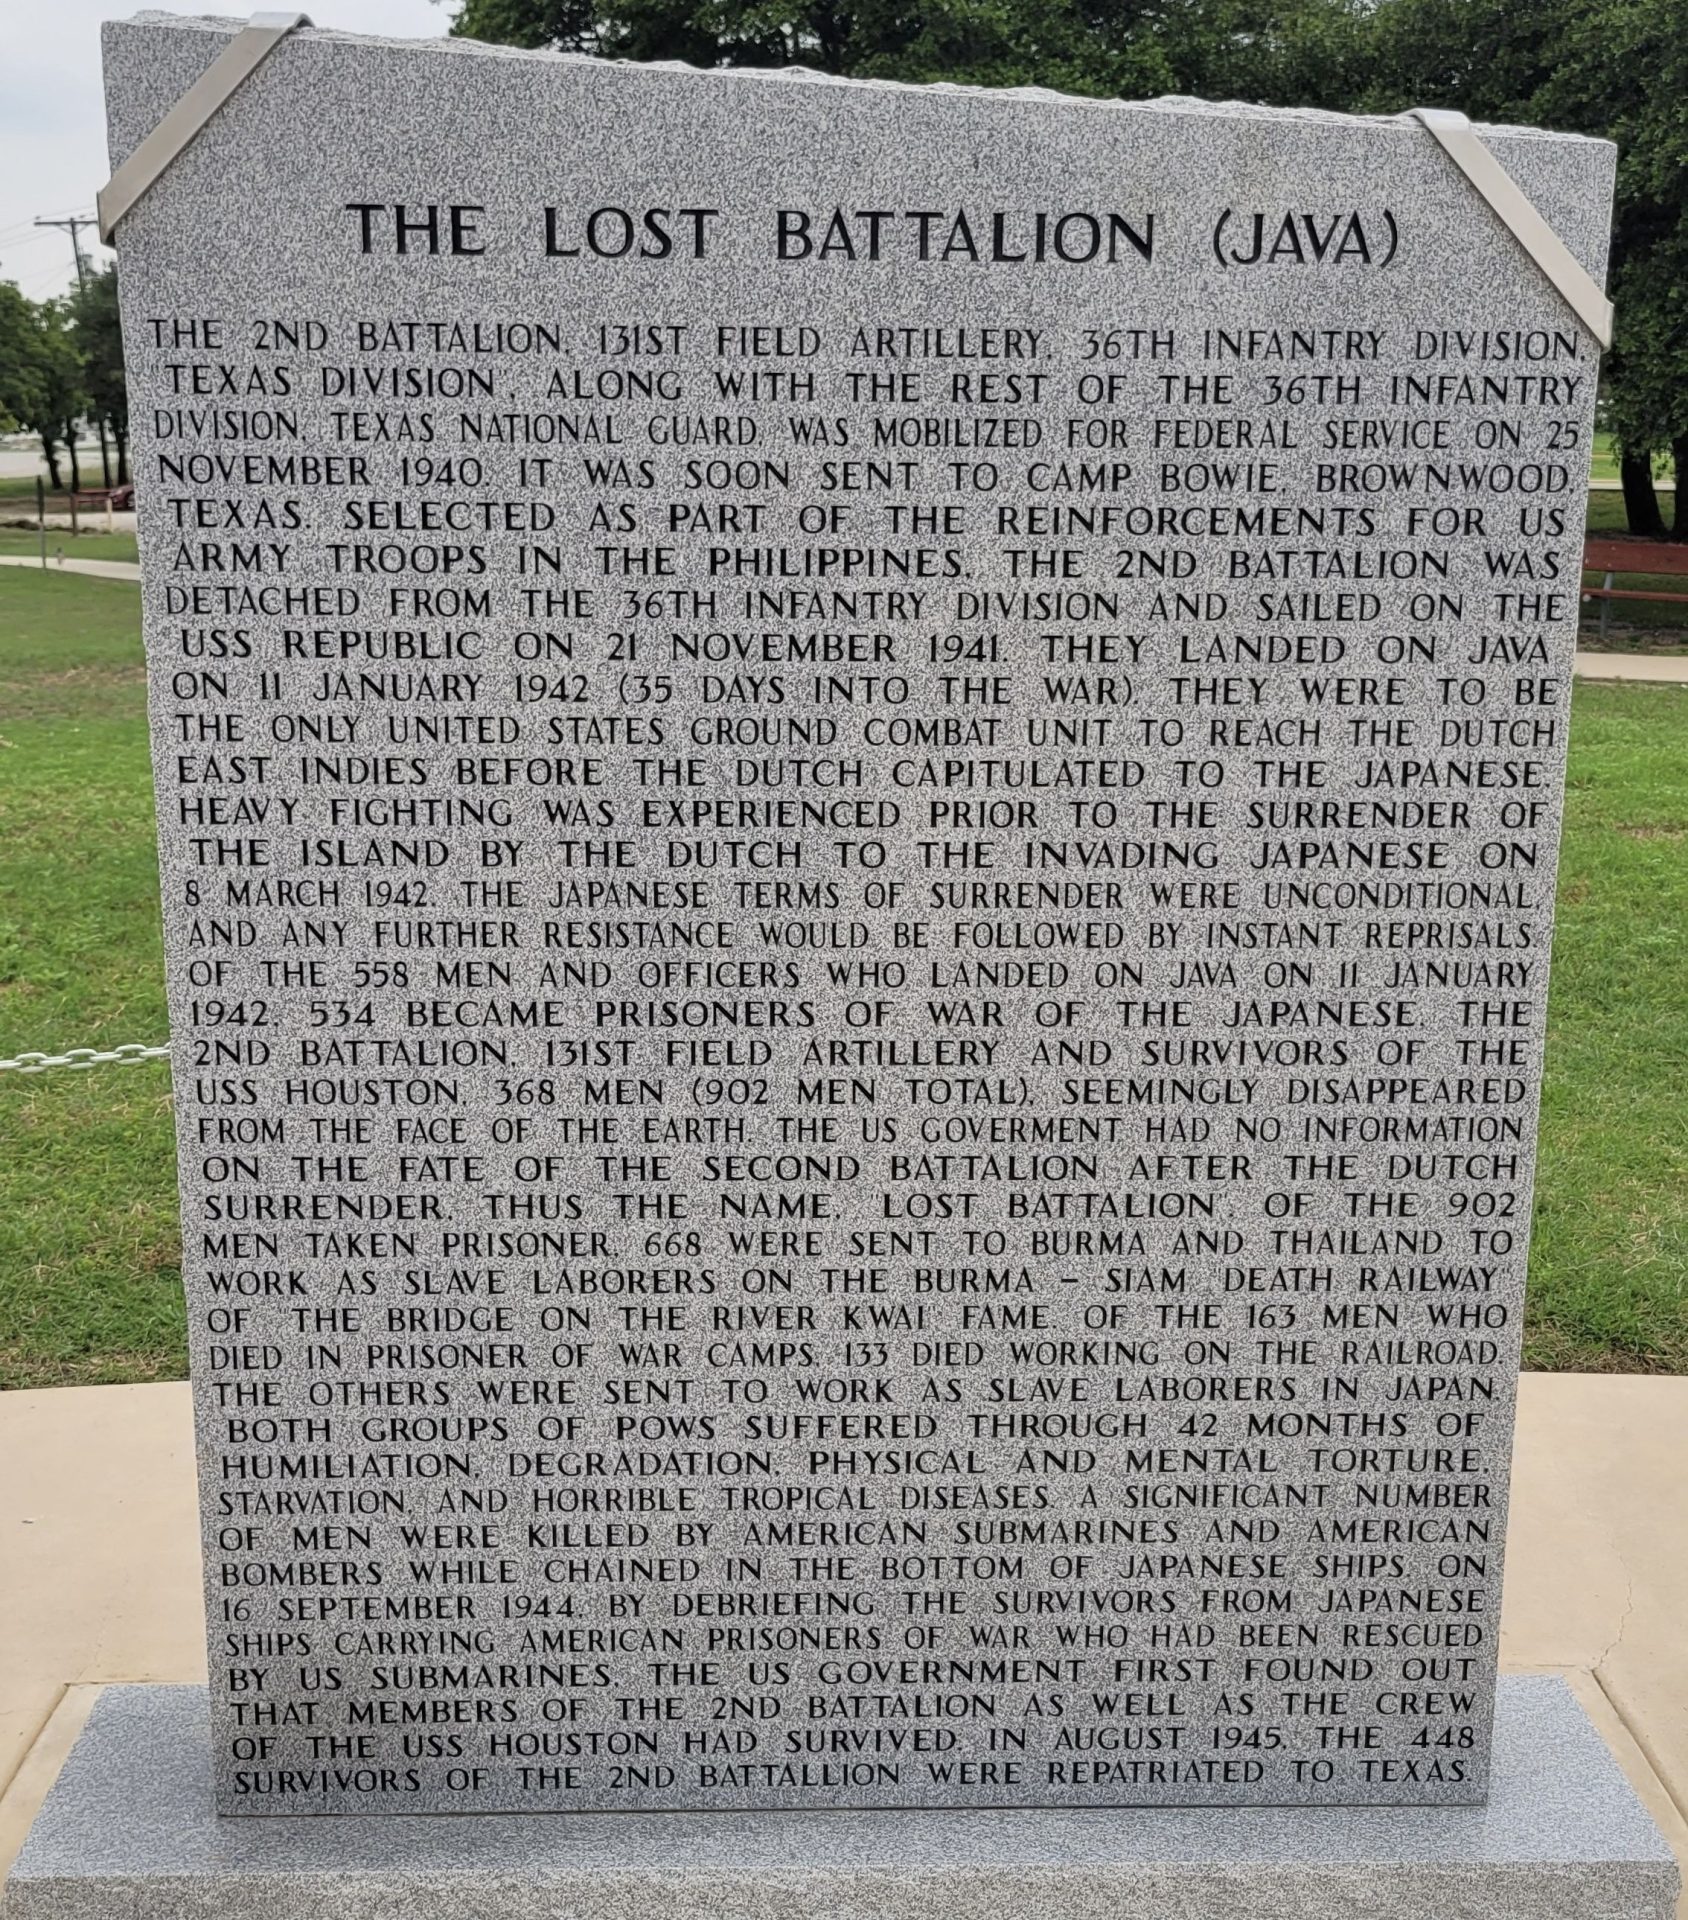 THE LOST BATTALION (JAVA)
THE 2ND BATTALION, 131ST FIELD ARTILLERY, 36TH INFANTRY DIVISION,
"TEXAS DIVISION", ALONG WITH THE REST OF THE 36TH INFANTRY
DIVISION, TEXAS NATIONAL GUARD, WAS MOBILIZED FOR FEDERAL SERVICE ON 25
NOVEMBER 1940. IT WAS SOON SENT TO CAMP BOWIE, BROWNWOOD,
TEXAS. SELECTED AS PART OF THE REINFORCEMENTS FOR US
ARMY TROOPS IN THE PHILIPPINES, THE 2ND BATTALION WAS
DETACHED FROM THE 36TH INFANTRY DIVISION AND SAILED ON THE
USS REPUBLIC ON 21 NOVEMBER 1941. THEY LANDED ON JAVA
ON 11 JANUARY 1942 (35 DAYS INTO THE WAR). THEY WERE TO BE
THE ONLY UNITED STATES GROUND COMBAT UNIT TO REACH THE DUTCH
EAST INDIES BEFORE THE DUTCH CAPITULATED TO THE JAPANESE.
HEAVY FIGHTING WAS EXPERIENCED PRIOR TO THE SURRENDER OF
THE ISLAND BY THE DUTCH TO THE INVADING JAPANESE ON
8 MARCH 1942. THE JAPANESE TERMS OF SURRENDER WERE UNCONDITIONAL,
AND ANY FURTHER RESISTANCE WOULD BE FOLLOWED BY INSTANT REPRISALS.
OF THE 558 MEN AND OFFICERS WHO LANDED ON JAVA ON 11 JANUARY
1942, 534 BECAME PRISONERS OF WAR OF THE JAPANESE. THE
2ND BATTALION, 131ST FIELD ARTILLERY AND SURVIVORS OF THE
USS HOUSTON, 368 MEN (902 MEN TOTAL), SEEMINGLY DISAPPEARED
FROM THE FACE OF THE EARTH. THE US GOVERMENT HAD NO INFORMATION
ON THE FATE OF THE SECOND BATTALION AFTER THE DUTCH
SURRENDER, THUS THE NAME, "LOST BATTALION". OF THE 902
MEN TAKEN PRISONER, 668 WERE SENT TO BURMA AND THAILAND TO
WORK AS SLAVE LABORERS ON THE BURMA - SIAM "DEATH RAILWAY"
OF "THE BRIDGE ON THE RIVER KWAI" FAME. OF THE 163 MEN WHO
DIED IN PRISONER OF WAR CAMPS, 133 DIED WORKING ON THE RAILROAD.
THE OTHERS WERE SENT TO WORK AS SLAVE LABORERS IN JAPAN.
BOTH GROUPS OF POWS SUFFERED THROUGH 42 MONTHS OF
HUMILIATION, DEGRADATION, PHYSICAL AND MENTAL TORTURE,
STARVATION, AND HORRIBLE TROPICAL DISEASES. A SIGNIFICANT NUMBER
OF MEN WERE KILLED BY AMERICAN SUBMARINES AND AMERICAN
BOMBERS WHILE CHAINED IN THE BOTTOM OF JAPANESE SHIPS. ON
16 SEPTEMBER 1944, BY DEBRIEFING THE SURVIVORS FROM JAPANESE
SHIPS CARRYING AMERICAN PRISONERS OF WAR WHO HAD BEEN RESCUED
BY US SUBMARINES, THE US GOVERNMENT FIRST FOUND OUT
THAT MEMBERS OF THE 2ND BATTALION AS WELL AS THE CREW
OF THE USS HOUSTON HAD SURVIVED. IN AUGUST 1945, THE 448
SURVIVORS OF THE 2ND BATTALLION WERE REPATRIATED TO TEXAS.